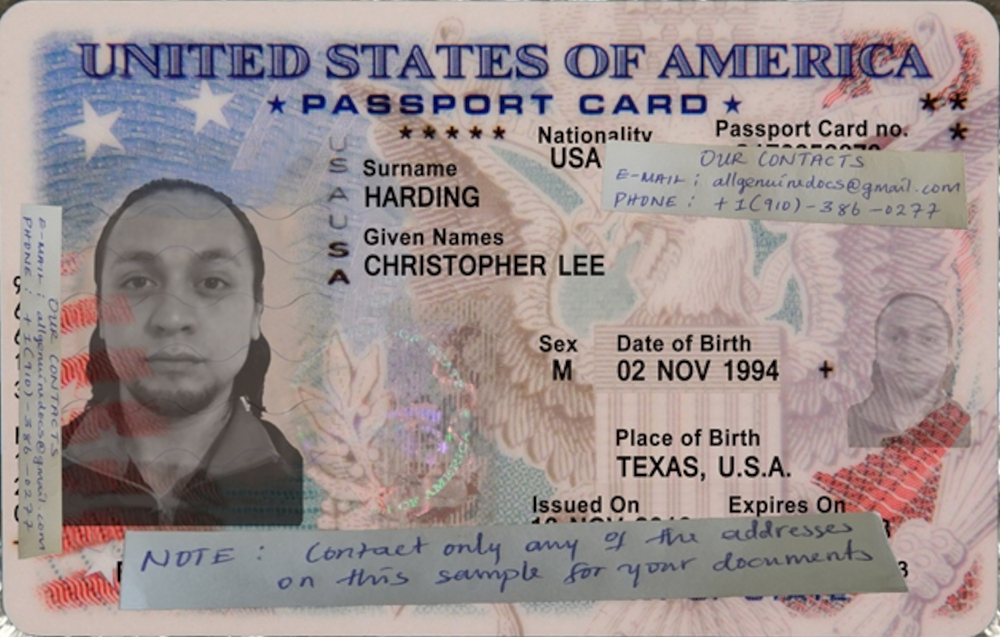 UNITED STATES OF AMERICA
★ PASSPORT CARD ★
Nationality
USA
Passport Card no.
Surname
HARDING
Given Names
CHRISTOPHER LEE
USAUSA
OUR CONTACTS
E-MAIL : allgenuinedocs@gmail.com
PHONE : +1(910)-386-0277
Sex
M
Date of Birth
02 NOV 1994
Place of Birth
TEXAS, U.S.A.
Issued On
Expires On
OUR CONTACTS
E-MAIL : allgenuinedocs@gmail.com
PHONE : +1(910)-386-0277
NOTE : Contact only any of the addresses
on this sample for your documents
OF AMERICA